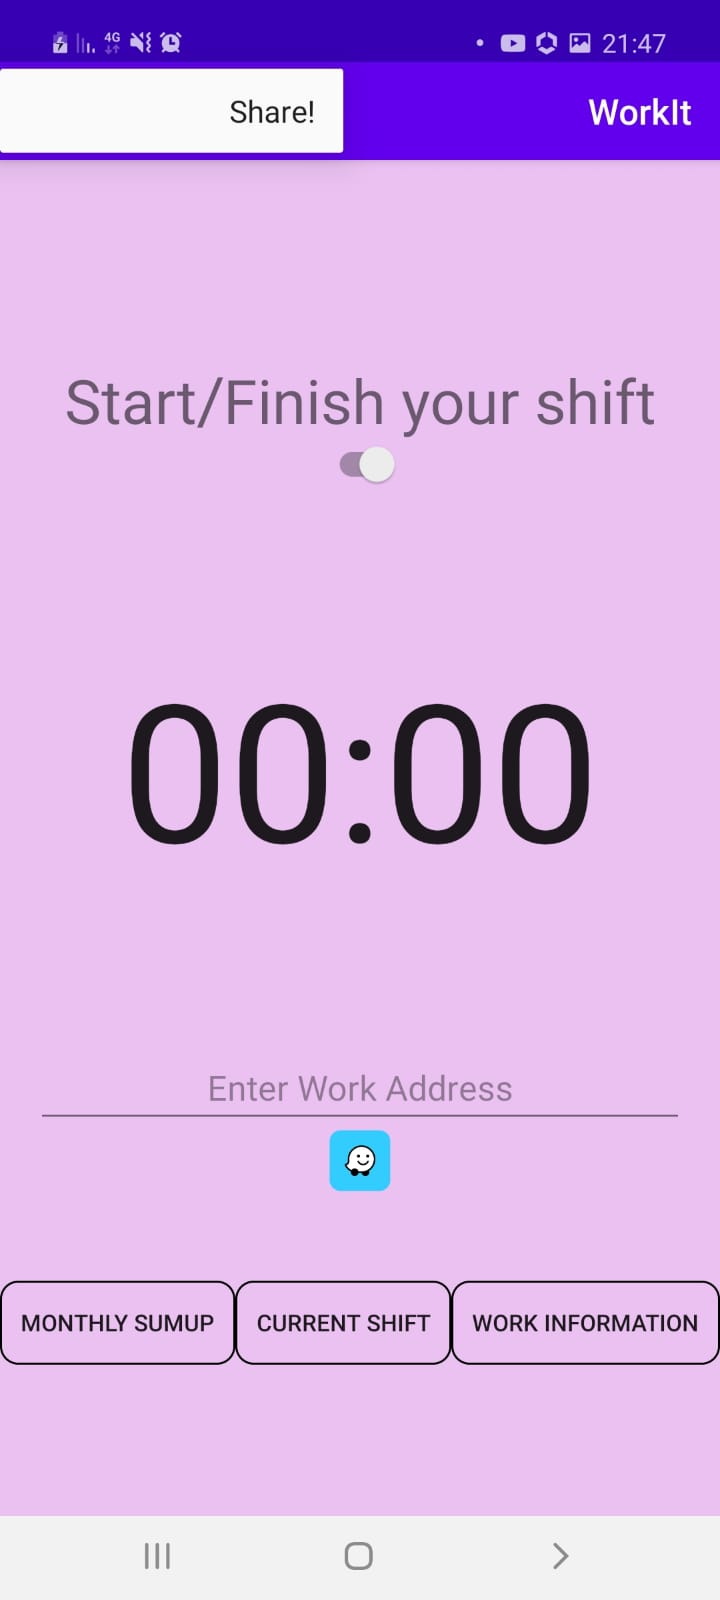 4G
21:47
Share!
WorkIt
Start/Finish your shift
00:00
Enter Work Address
MONTHLY SUMUP
CURRENT SHIFT
WORK INFORMATION